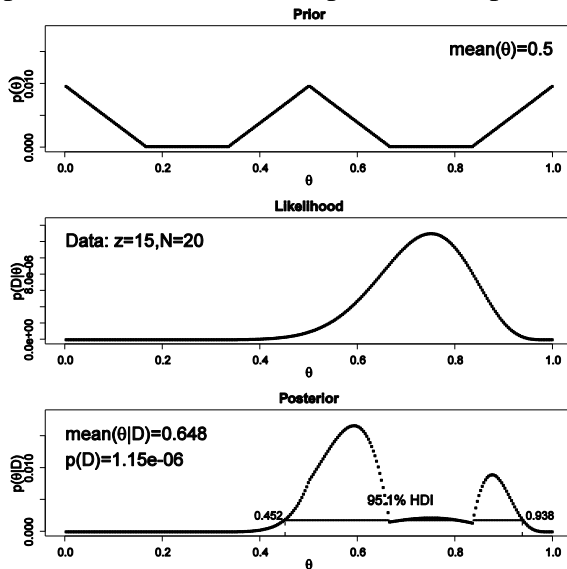 Prior
mean(θ)=0.5
p(θ)
0.000 0.010
0.0 0.2 0.4 0.6 0.8 1.0
θ
Likelihood
Data: z=15,N=20
p(D|θ)
0.0e+00 8.0e-06
0.0 0.2 0.4 0.6 0.8 1.0
θ
Posterior
mean(θ|D)=0.648
p(D)=1.15e-06
p(θ|D)
0.000 0.010
95.1% HDI
0.452 0.938
0.0 0.2 0.4 0.6 0.8 1.0
θ